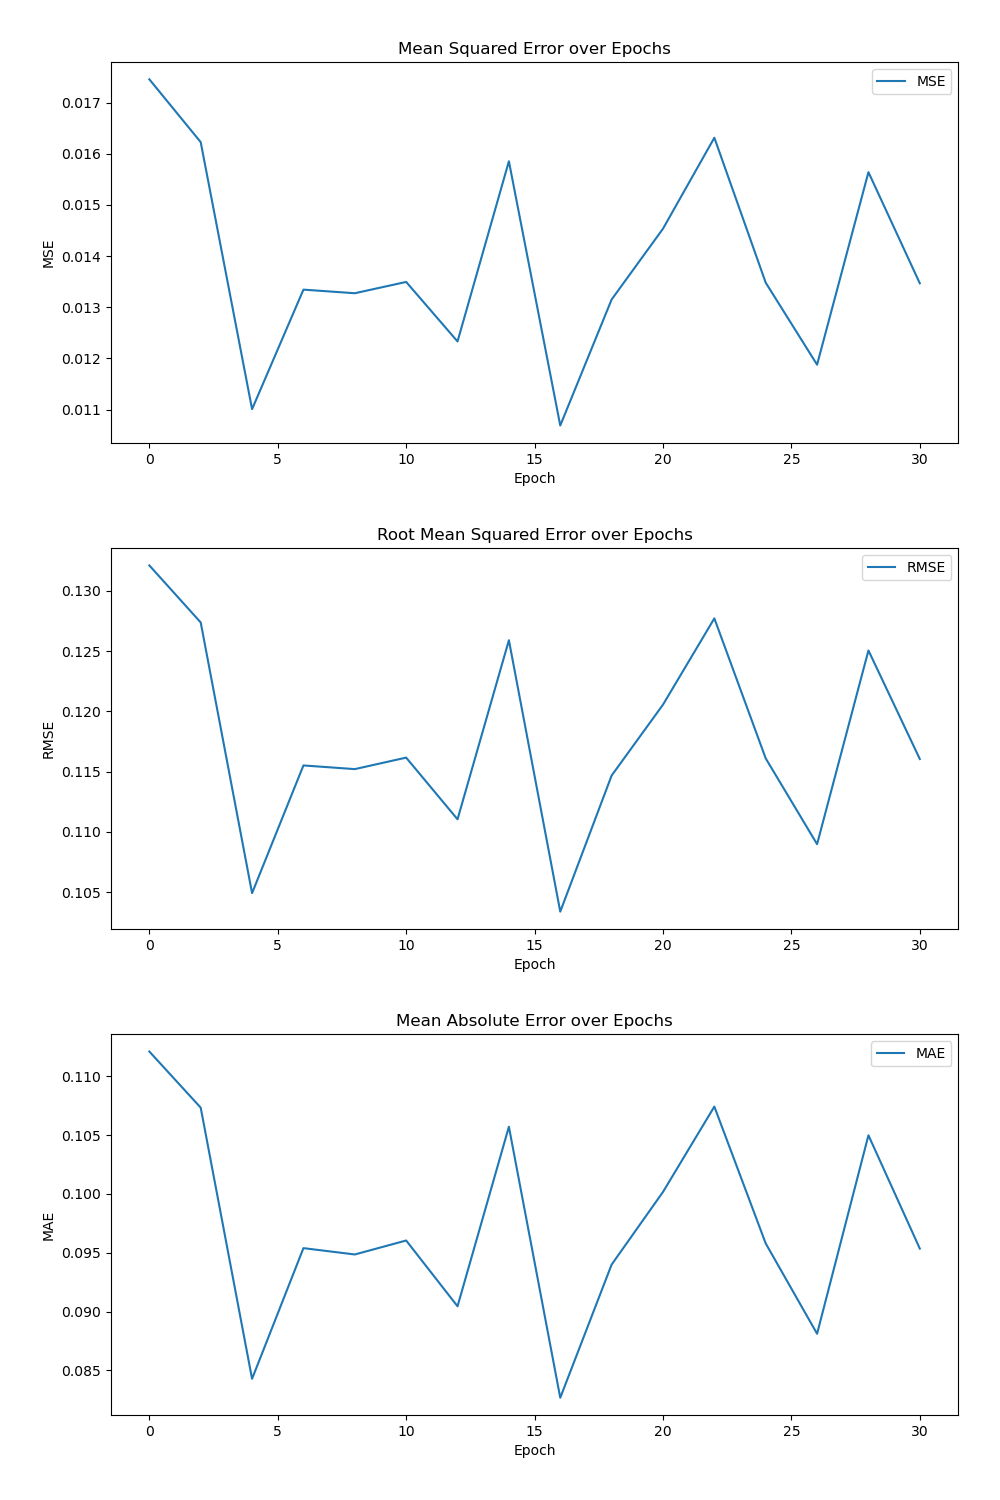 Mean Squared Error over Epochs
MSE
0.017
0.016
0.015
0.014
0.013
0.012
0.011
MSE
0 5 10 15 20 25 30
Epoch
Root Mean Squared Error over Epochs
RMSE
0.130
0.125
0.120
0.115
0.110
0.105
RMSE
0 5 10 15 20 25 30
Epoch
Mean Absolute Error over Epochs
MAE
0.110
0.105
0.100
0.095
0.090
0.085
MAE
0 5 10 15 20 25 30
Epoch